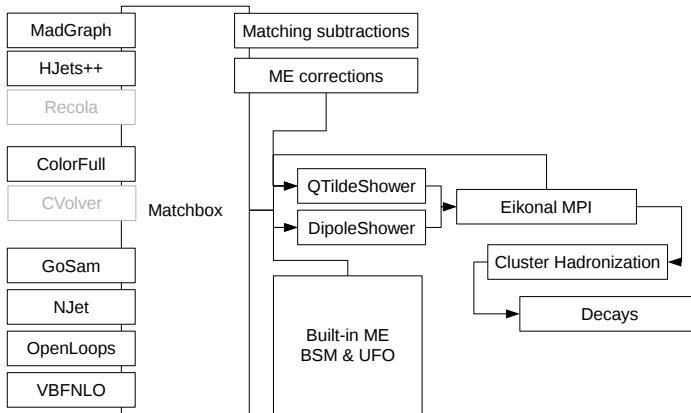 MadGraph
HJets++
Recola
ColorFull
CVolver
GoSam
NJet
OpenLoops
VBFNLO
Matchbox
Matching subtractions
ME corrections
QTildeShower
DipoleShower
Built-in ME
BSM & UFO
Eikonal MPI
Cluster Hadronization
Decays